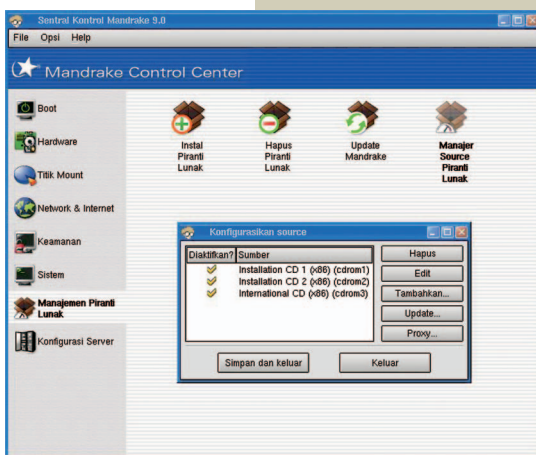 Sentral Kontrol Mandrake 9.0
File Opsi Help
Mandrake Control Center
Boot
Hardware
Titik Mount
Network & Internet
Keamanan
Sistem
Manajemen Piranti
Lunak
Konfigurasi Server
Instal
Piranti
Lunak
Hapus
Piranti
Lunak
Update
Mandrake
Manajer
Source
Piranti
Lunak
Konfigurasikan source
Diaktifkan? Sumber
Installation CD 1 (x86) (cdrom1)
Installation CD 2 (x86) (cdrom2)
International CD (x86) (cdrom3)
Hapus
Edit
Tambahkan...
Update...
Proxy...
Simpan dan keluar
Keluar